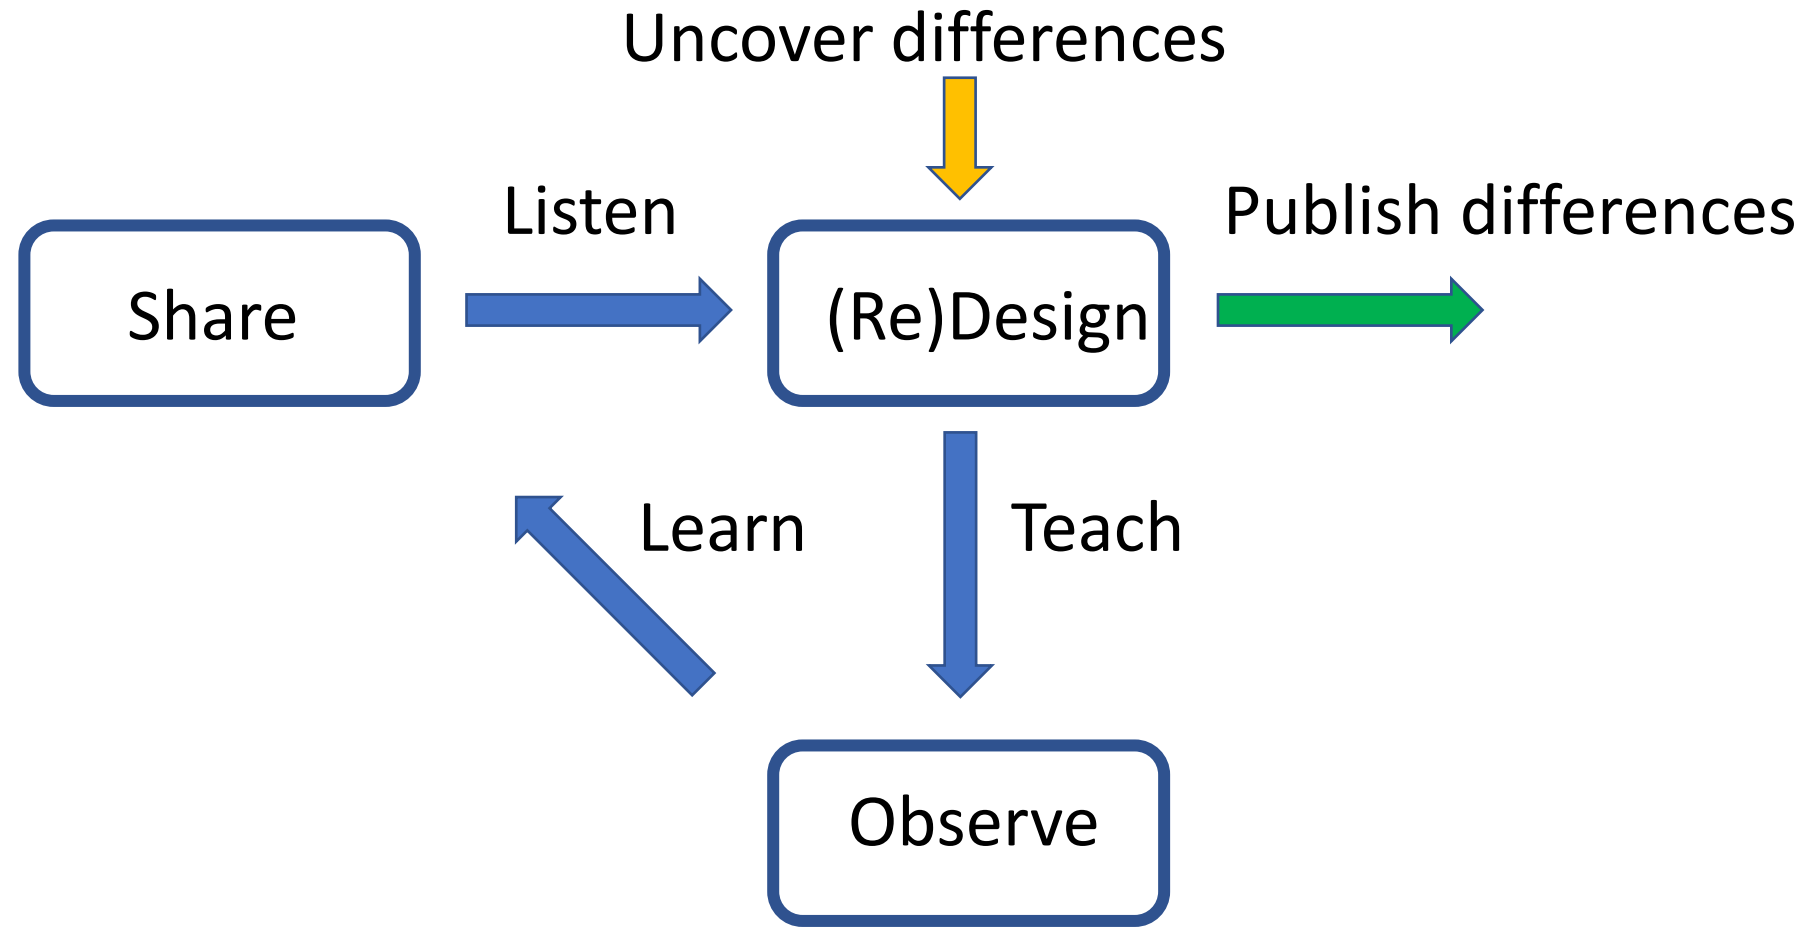 Uncover differences
Listen
Publish differences
Share
(Re)Design
Learn
Teach
Observe